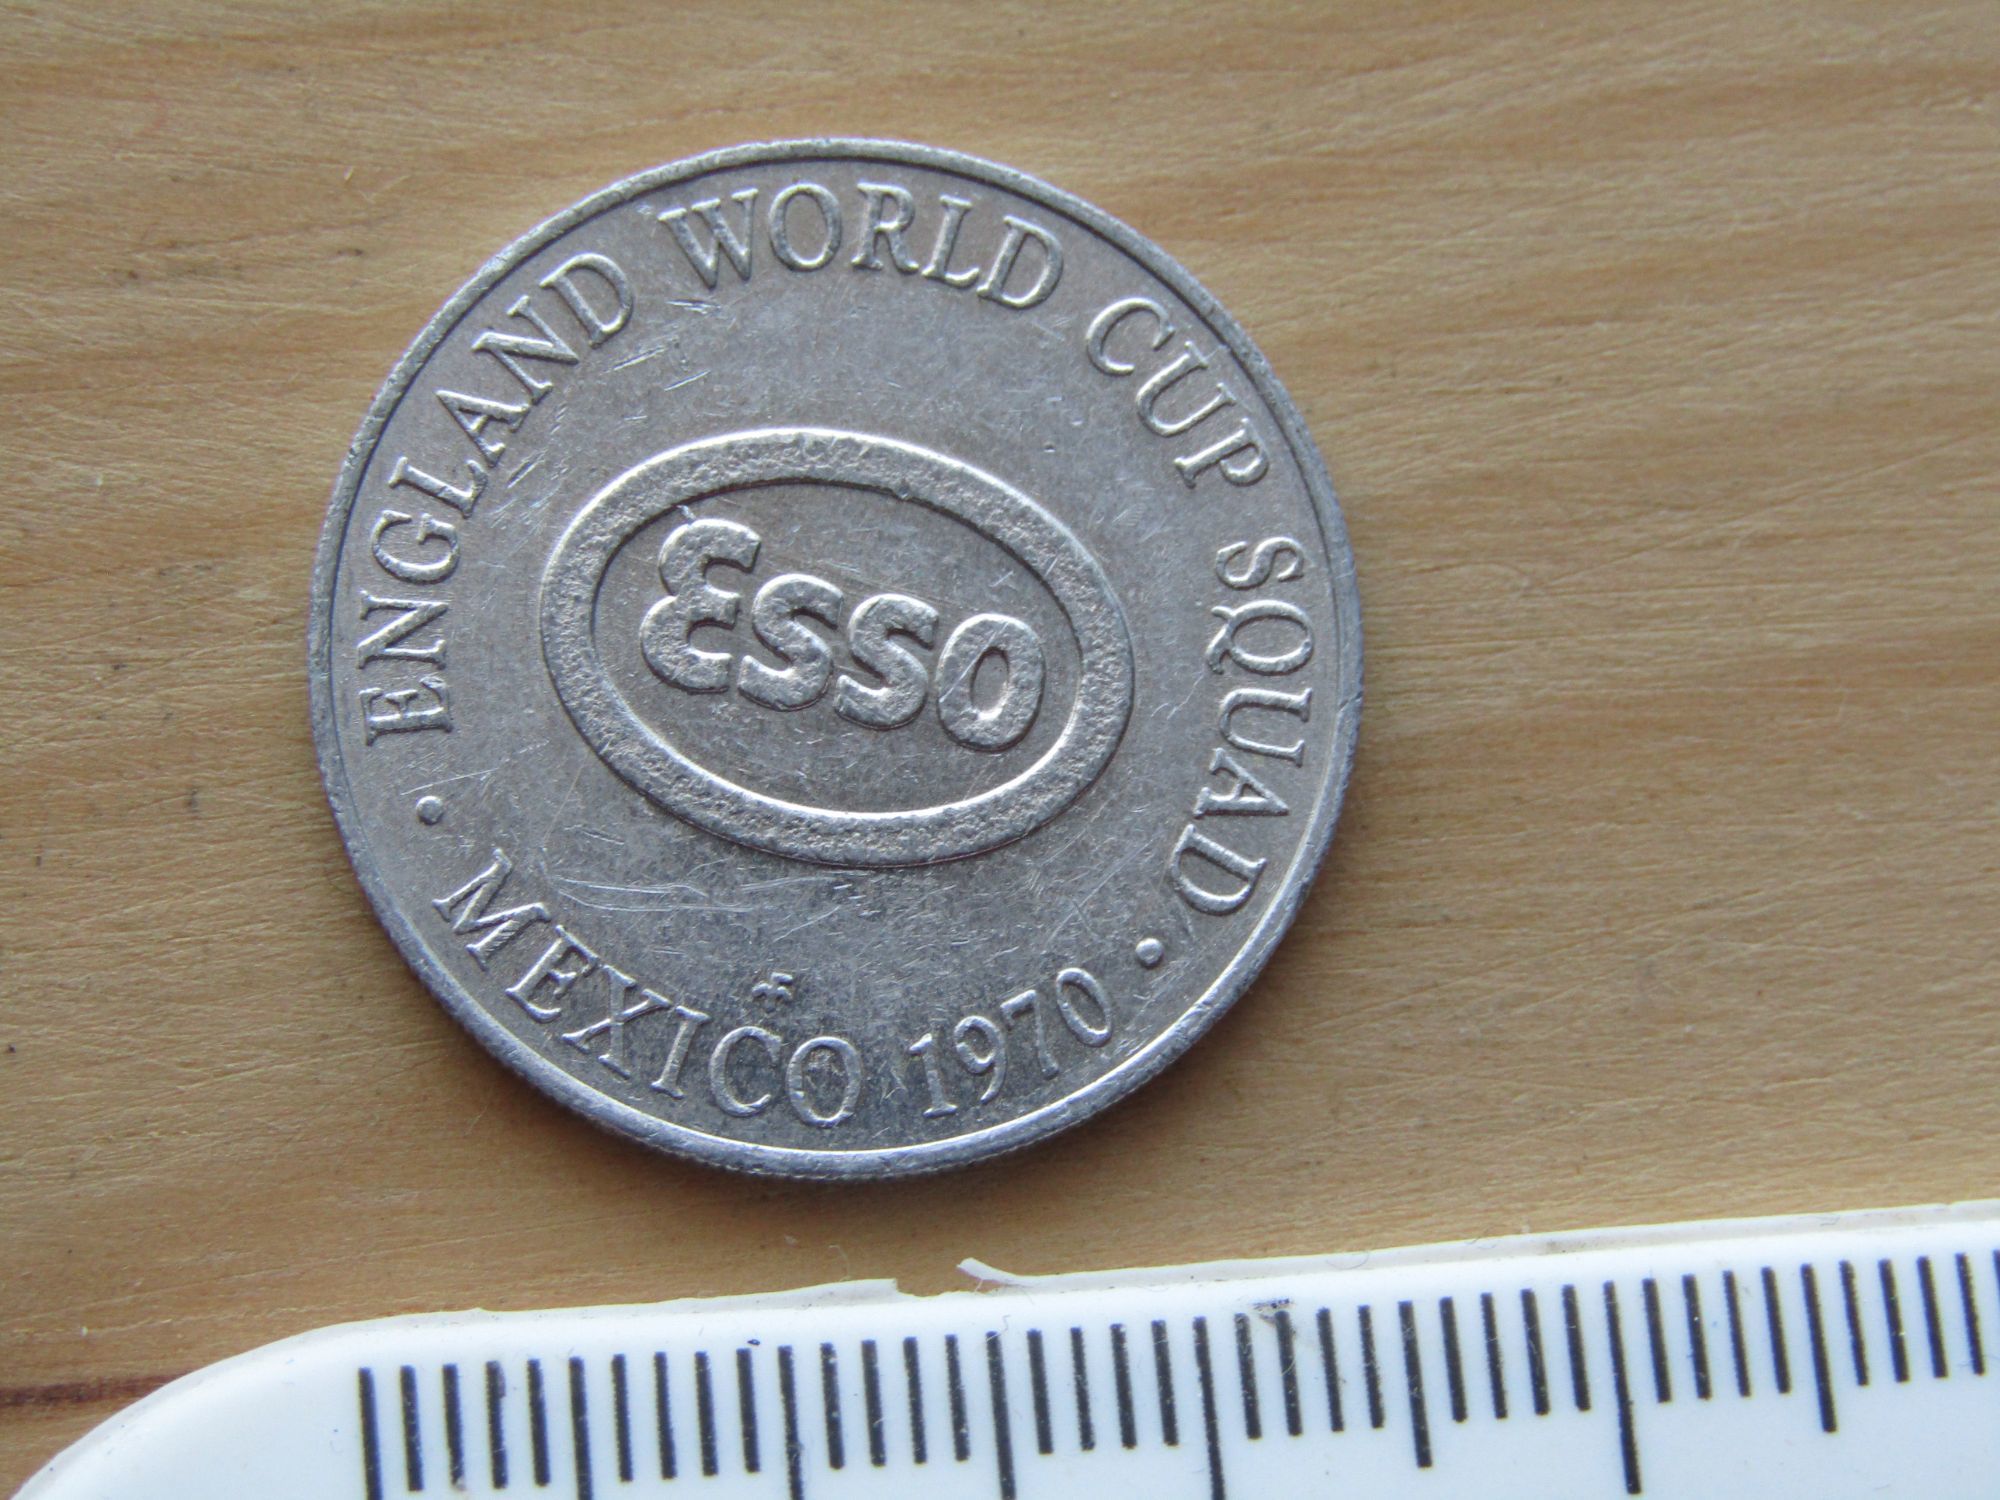 ENGLAND WORLD CUP SQUAD
Esso
· MEXICO 1970 ·